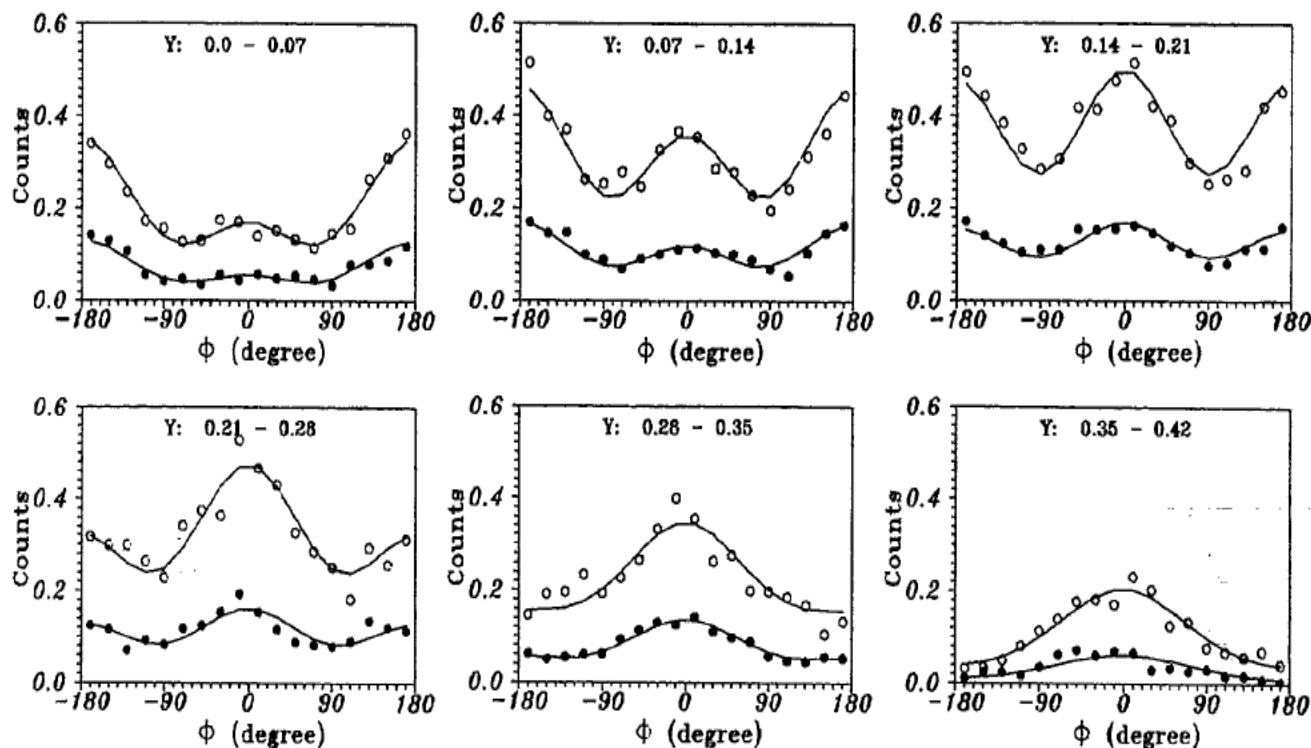 0.6
0.4
0.2
0.0
Counts
Y: 0.0 - 0.07
-180 -90 0 90 180
Φ (degree)
0.6
0.4
0.2
0.0
Counts
Y: 0.07 - 0.14
-180 -90 0 90 180
Φ (degree)
0.6
0.4
0.2
0.0
Counts
Y: 0.14 - 0.21
-180 -90 0 90 180
Φ (degree)
0.6
0.4
0.2
0.0
Counts
Y: 0.21 - 0.28
-180 -90 0 90 180
Φ (degree)
0.6
0.4
0.2
0.0
Counts
Y: 0.28 - 0.35
-180 -90 0 90 180
Φ (degree)
0.6
0.4
0.2
0.0
Counts
Y: 0.35 - 0.42
-180 -90 0 90 180
Φ (degree)